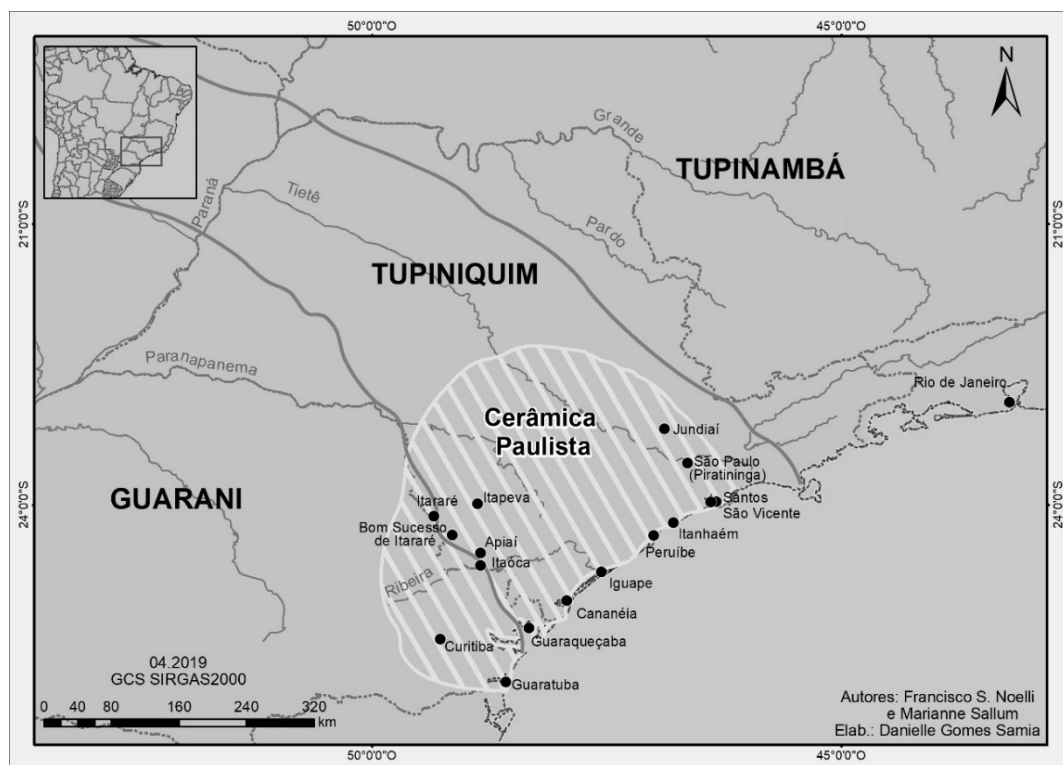 50°0'0"O
45°0'0"O
N
Grande
TUPINAMBÁ
Paraná
Tietê
21°0'0"S
21°0'0"S
Pardo
TUPINIQUIM
Paranapanema
Rio de Janeiro
Cerâmica
Paulista
Jundiaí
São Paulo
(Piratininga)
GUARANI
Itararé
Itapeva
Santos
São Vicente
24°0'0"S
24°0'0"S
Bom Sucesso
de Itararé
Itanhaém
Apiaí
Peruíbe
Itaóca
Ribeira
Iguape
Cananéia
Guaraqueçaba
Curitiba
Guaratuba
04.2019
GCS SIRGAS2000
0 40 80 160 240 320
km
Autores: Francisco S. Noelli
e Marianne Sallum
Elab.: Danielle Gomes Samia
50°0'0"O
45°0'0"O